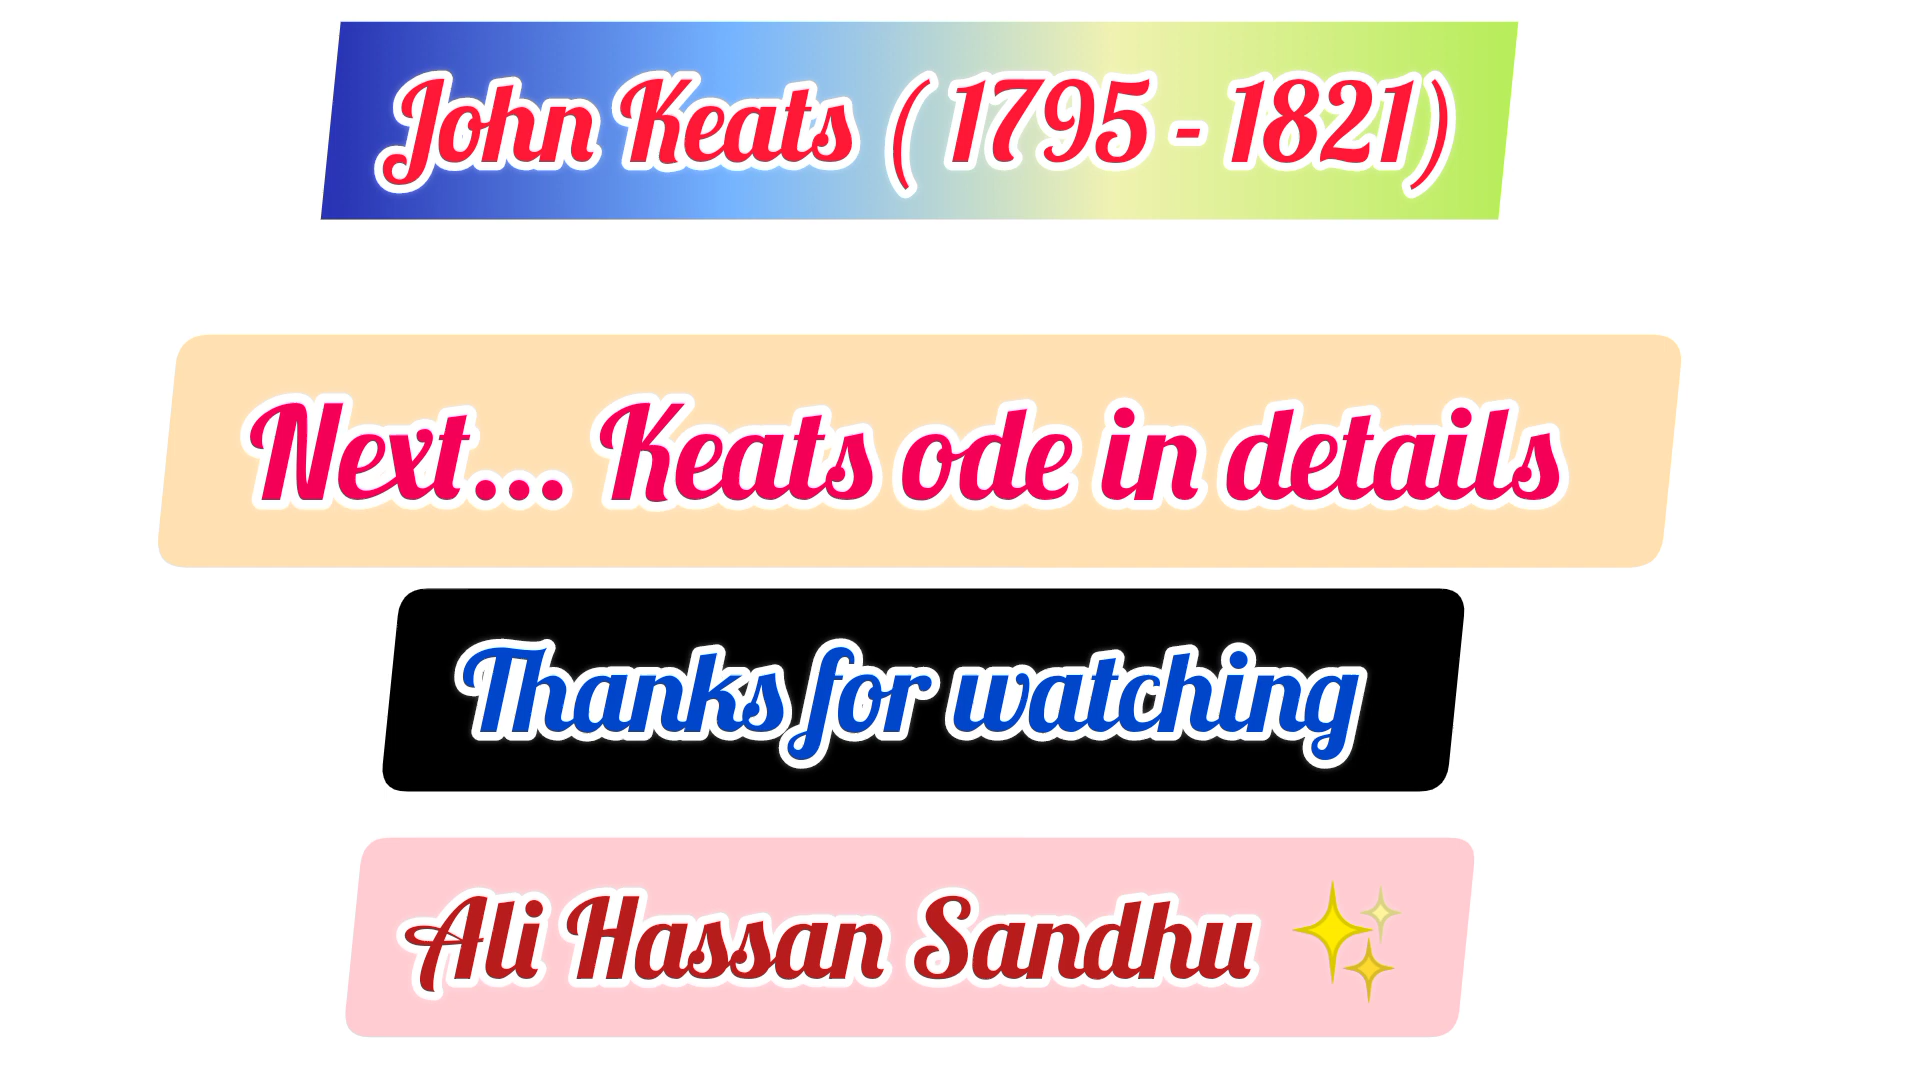 John Keats ( 1795 - 1821)
Next... Keats ode in details
Thanks for watching
Ali Hassan Sandhu ✨